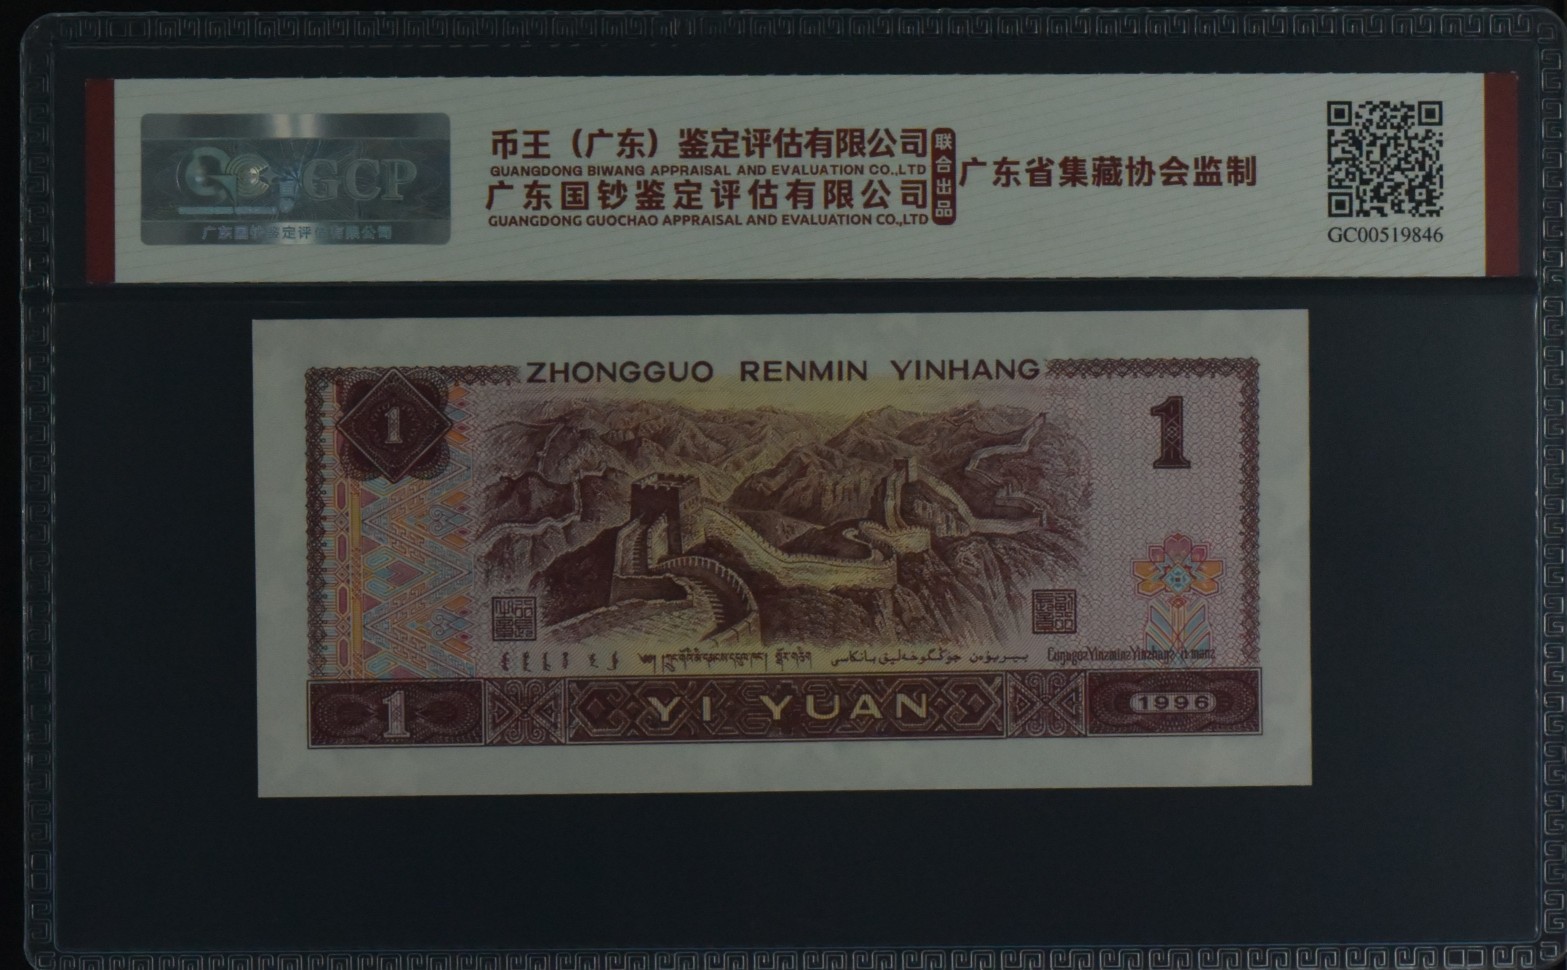 GCP
广东国钞鉴定评估有限公司
币王（广东）鉴定评估有限公司
GUANGDONG BIWANG APPRAISAL AND EVALUATION CO.,LTD
广东国钞鉴定评估有限公司
GUANGDONG GUOCHAO APPRAISAL AND EVALUATION CO.,LTD
联合出品
广东省集藏协会监制
GC00519846
ZHONGGUO RENMIN YINHANG
1
1
1
YI YUAN
1996